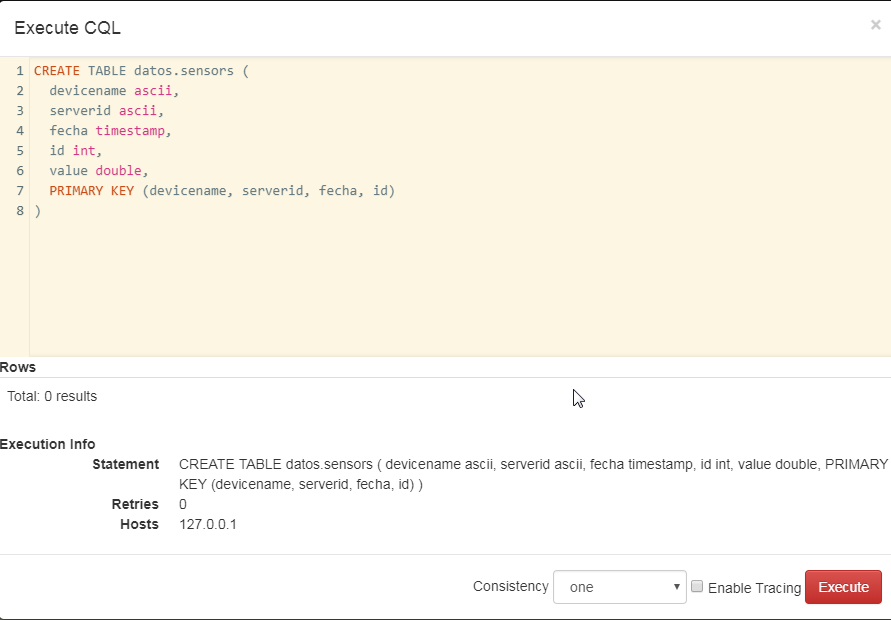 Execute CQL
×
1 CREATE TABLE datos.sensors (
2   devicename ascii,
3   serverid ascii,
4   fecha timestamp,
5   id int,
6   value double,
7   PRIMARY KEY (devicename, serverid, fecha, id)
8 )
Rows
Total: 0 results
Execution Info
Statement CREATE TABLE datos.sensors ( devicename ascii, serverid ascii, fecha timestamp, id int, value double, PRIMARY
KEY (devicename, serverid, fecha, id) )
Retries 0
Hosts 127.0.0.1
Consistency one Enable Tracing Execute